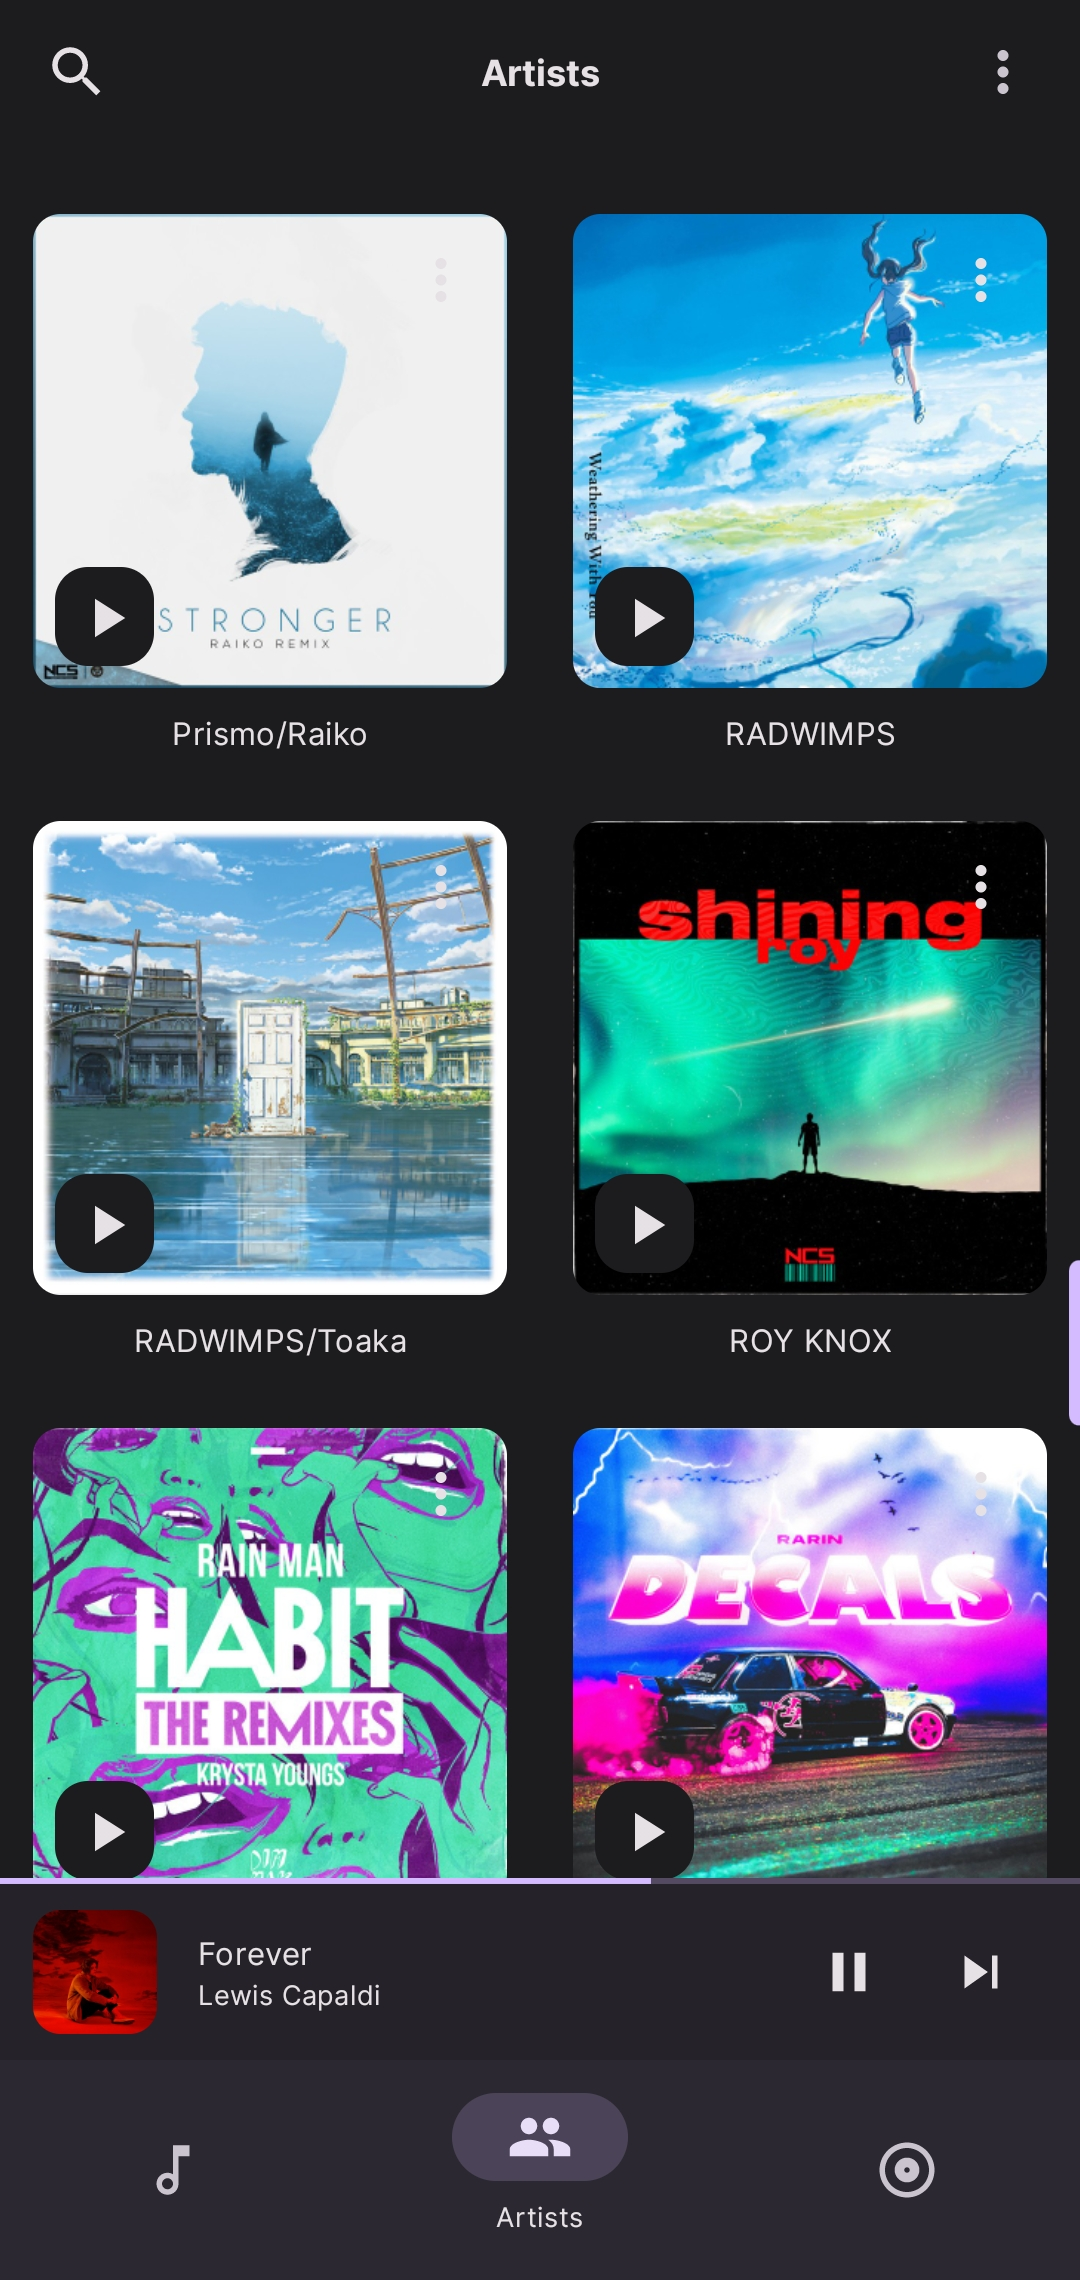 Artists
STRONGER
RAIKO REMIX
NCS
Prismo/Raiko
Weathering With You
RADWIMPS
RADWIMPS/Toaka
shining
roy
NCS
ROY KNOX
RAIN MAN
HABIT
THE REMIXES
KRYSTA YOUNGS
RARIN
DECALS
Forever
Lewis Capaldi
Artists